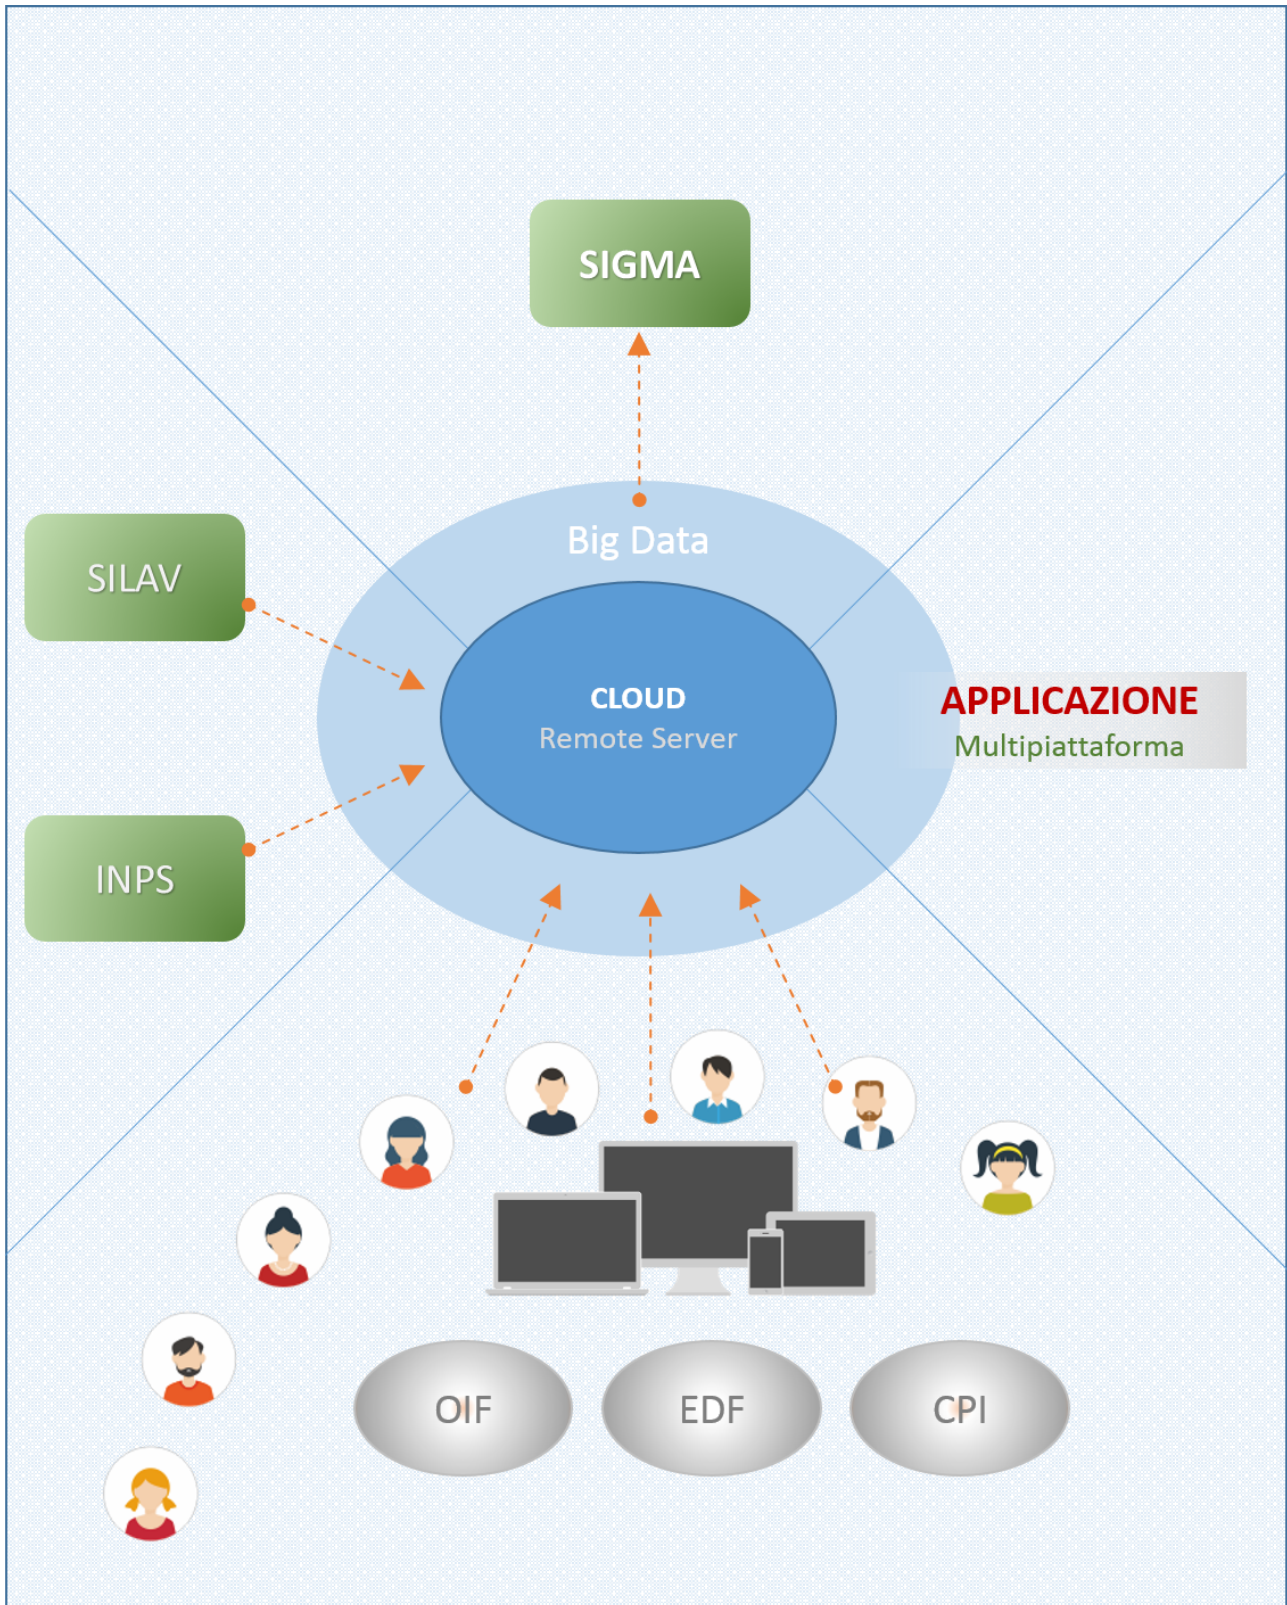 SIGMA
Big Data
SILAV
CLOUD
Remote Server
APPLICAZIONE
Multipiattaforma
INPS
OIF
EDF
CPI